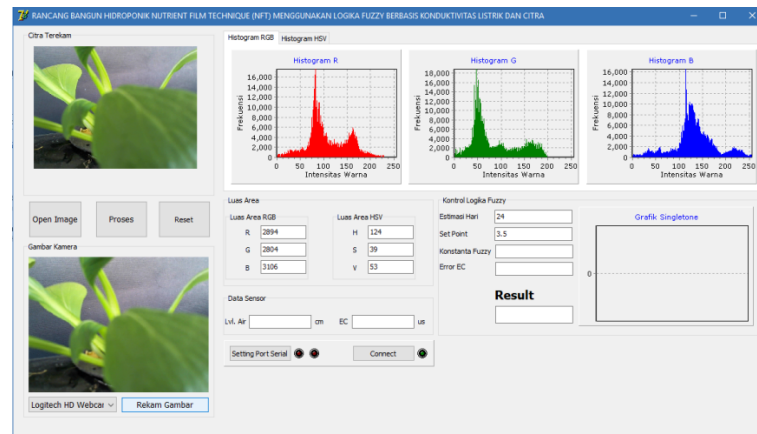 RANCANG BANGUN HIDROPONIK NUTRIENT FILM TECHNIQUE (NFT) MENGGUNAKAN LOGIKA FUZZY BERBASIS KONDUKTIVITAS LISTRIK DAN CITRA
Citra Terekam
Histogram RGB Histogram HSV
Histogram R
Frekuensi
16,000
14,000
12,000
10,000
8,000
6,000
4,000
2,000
0
0 50 100 150 200 250
Intensitas Warna
Histogram G
Frekuensi
18,000
16,000
14,000
12,000
10,000
8,000
6,000
4,000
2,000
0
0 50 100 150 200 250
Intensitas Warna
Histogram B
Frekuensi
16,000
14,000
12,000
10,000
8,000
6,000
4,000
2,000
0
0 50 100 150 200 250
Intensitas Warna
Open Image Proses Reset
Gambar Kamera
Logitech HD Webcar Rekam Gambar
Luas Area
Luas Area RGB
R 2894
G 2804
B 3106
Luas Area HSV
H 124
S 39
V 53
Data Sensor
Lvl. Air cm EC us
Setting Port Serial Connect
Kontrol Logika Fuzzy
Estimasi Hari 24
Set Point 3.5
Konstanta Fuzzy
Error EC
Result
Grafik Singletone
0